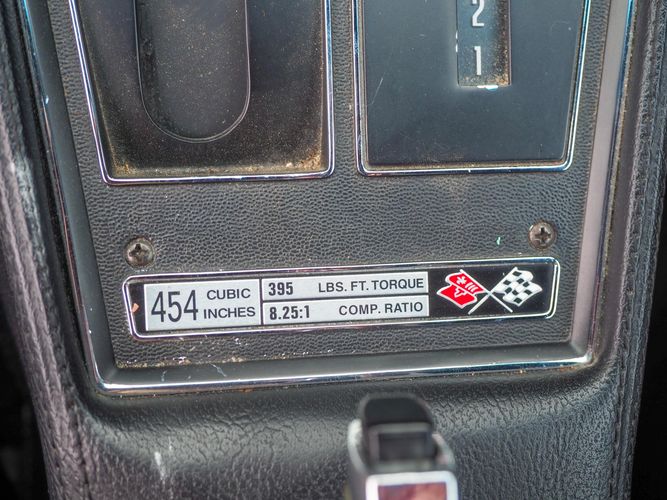 2
1
454 CUBIC INCHES
395 LBS. FT. TORQUE
8.25:1 COMP. RATIO